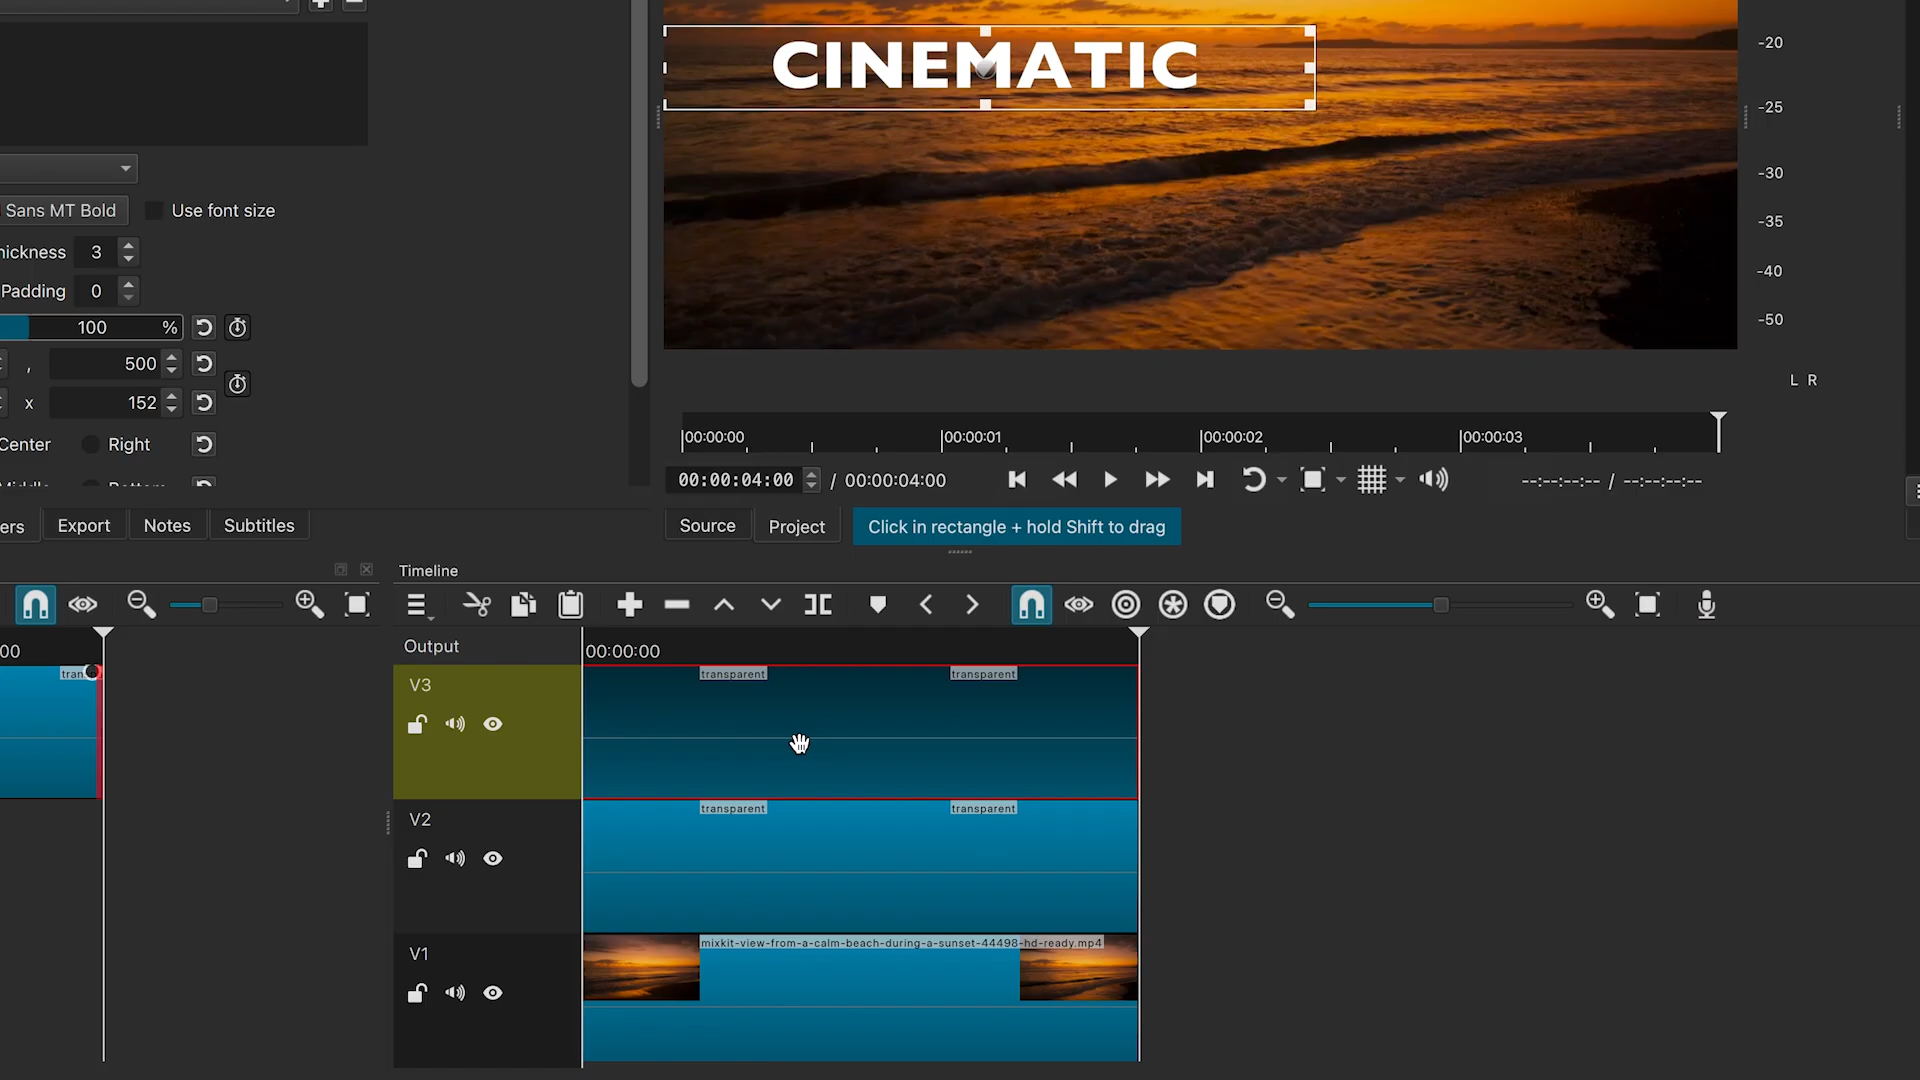 CINEMATIC
-20
-25
-30
-35
-40
-50
L R
Sans MT Bold
Use font size
hickness 3
Padding 0
100 %
, 500
x 152
Center Right
00:00:00
00:00:01
00:00:02
00:00:03
00:00:04:00 / 00:00:04:00
--:--:--:-- / --:--:--:--
ers
Export
Notes
Subtitles
Source
Project
Click in rectangle + hold Shift to drag
Timeline
00
Output
00:00:00
tran
V3
transparent
transparent
V2
transparent
transparent
V1
mixkit-view-from-a-calm-beach-during-a-sunset-44498-hd-ready.mp4